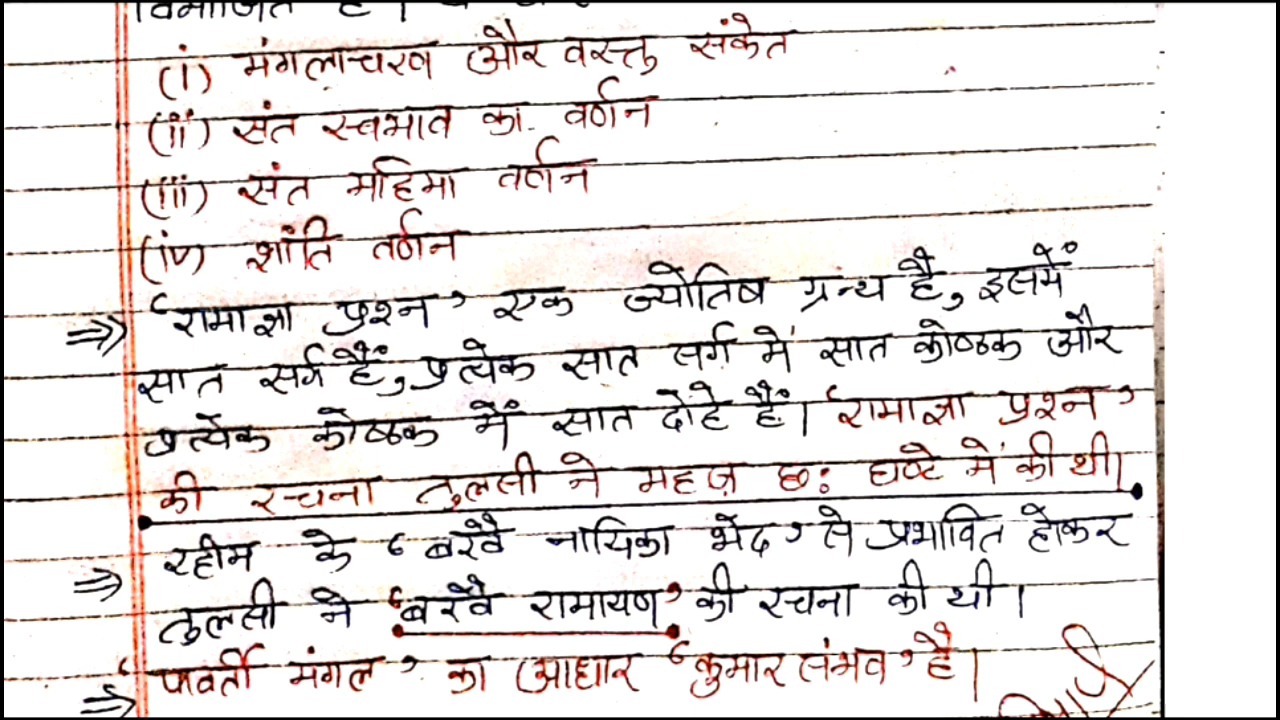 विभाजित है।
(i) मंगलाचरण और वस्तु संकेत
(ii) संत स्वभाव का वर्णन
(iii) संत महिमा वर्णन
(iv) शांति वर्णन
⇒ 'रामाज्ञा प्रश्न' एक ज्योतिष ग्रन्थ है, इसमें
सात सर्ग हैं, प्रत्येक सात सर्ग में सात कोष्ठक और
प्रत्येक कोष्ठक में सात दोहे हैं। 'रामाज्ञा प्रश्न'
की रचना तुलसी ने महज़ छः घण्टे में की थी।
⇒ रहीम के 'बरवै नायिका भेद' से प्रभावित होकर
तुलसी ने 'बरवै रामायण' की रचना की थी।
⇒ 'पावर्ती मंगल' का आधार 'कुमार संभव' है।